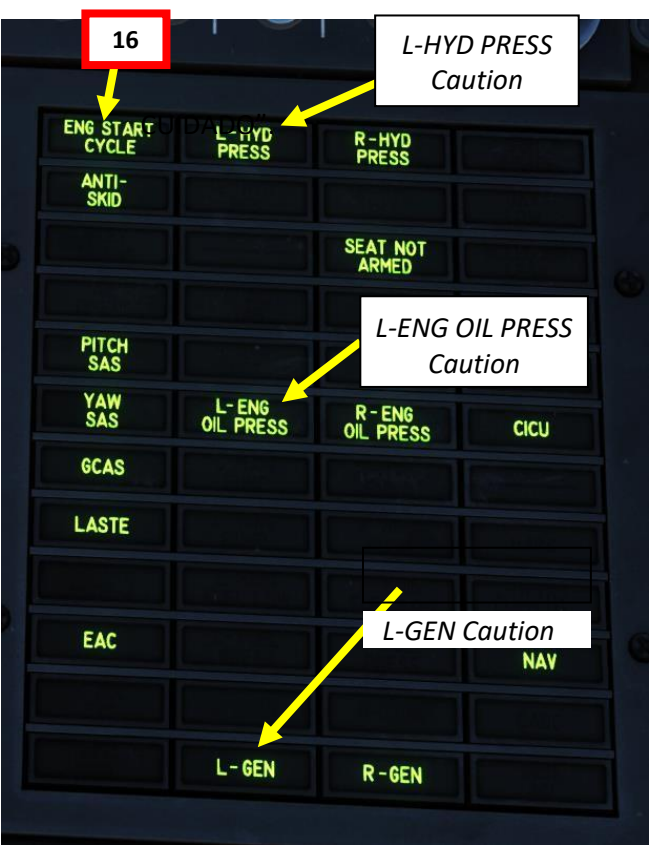 16
L-HYD PRESS
Caution
CUIDADO"
ENG START
CYCLE
L-HYD
PRESS
R-HYD
PRESS
ANTI-
SKID
SEAT NOT
ARMED
L-ENG OIL PRESS
Caution
PITCH
SAS
YAW
SAS
L-ENG
OIL PRESS
R-ENG
OIL PRESS
CICU
GCAS
LASTE
L-GEN Caution
EAC
NAV
L-GEN
R-GEN